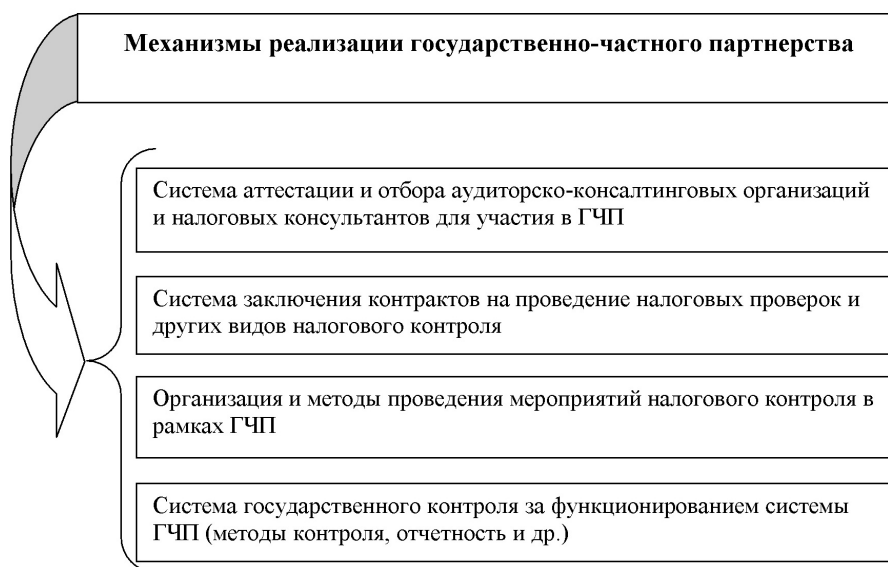 Механизмы реализации государственно-частного партнерства
Система аттестации и отбора аудиторско-консалтинговых организаций
и налоговых консультантов для участия в ГЧП
Система заключения контрактов на проведение налоговых проверок и
других видов налогового контроля
Организация и методы проведения мероприятий налогового контроля в
рамках ГЧП
Система государственного контроля за функционированием системы
ГЧП (методы контроля, отчетность и др.)